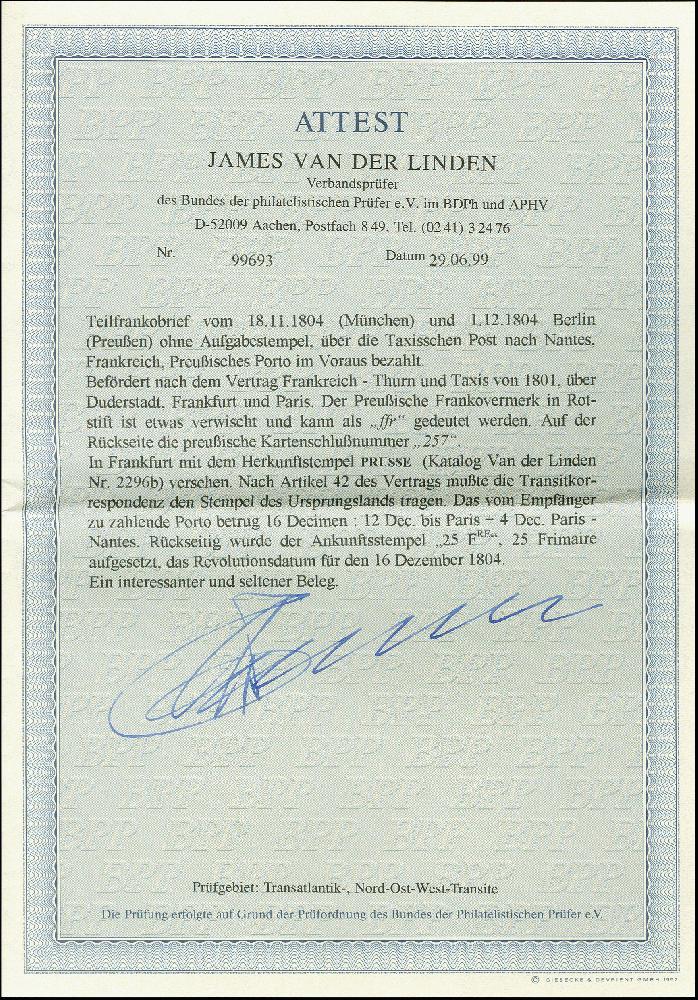 ATTEST
JAMES VAN DER LINDEN
Verbandsprüfer
des Bundes der philatelistischen Prüfer e.V. im BDPh und APHV
D-52009 Aachen, Postfach 8 49, Tel. (02 41) 3 24 76
Nr. 99693 Datum 29.06.99
Teilfrankobrief vom 18.11.1804 (München) und 1.12.1804 Berlin
(Preußen) ohne Aufgabestempel, über die Taxisschen Post nach Nantes,
Frankreich, Preußisches Porto im Voraus bezahlt.
Befördert nach dem Vertrag Frankreich - Thurn und Taxis von 1801, über
Duderstadt, Frankfurt und Paris. Der Preußische Frankovermerk in Rot-
stift ist etwas verwischt und kann als „ffr“ gedeutet werden. Auf der
Rückseite die preußische Kartenschlußnummer „257“.
In Frankfurt mit dem Herkunftstempel PRUSSE (Katalog Van der Linden
Nr. 2296b) versehen. Nach Artikel 42 des Vertrags mußte die Transitkor-
respondenz den Stempel des Ursprungslands tragen. Das vom Empfänger
zu zahlende Porto betrug 16 Decimen : 12 Dec. bis Paris + 4 Dec. Paris -
Nantes. Rückseitig wurde der Ankunftsstempel „25 FRE“, 25 Frimaire
aufgesetzt, das Revolutionsdatum für den 16 Dezember 1804.
Ein interessanter und seltener Beleg.
Prüfgebiet: Transatlantik-, Nord-Ost-West-Transite
Die Prüfung erfolgte auf Grund der Prüfordnung des Bundes der Philatelistischen Prüfer e.V.
© GIESECKE & DEVRIENT GMBH 1997